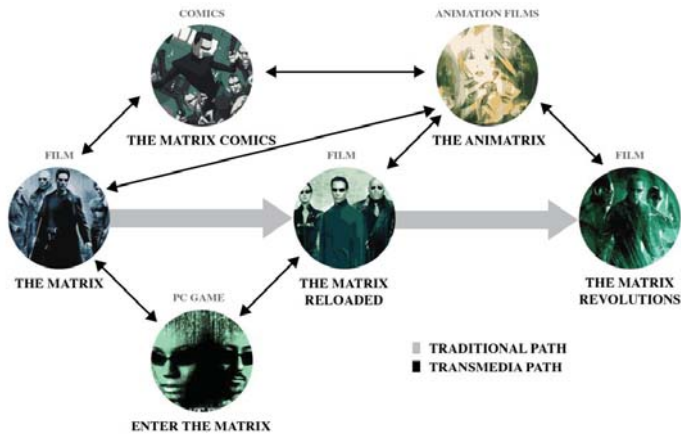 COMICS
ANIMATION FILMS
THE MATRIX COMICS
THE ANIMATRIX
FILM
FILM
FILM
THE MATRIX
THE MATRIX
RELOADED
THE MATRIX
REVOLUTIONS
PC GAME
TRADITIONAL PATH
TRANSMEDIA PATH
ENTER THE MATRIX